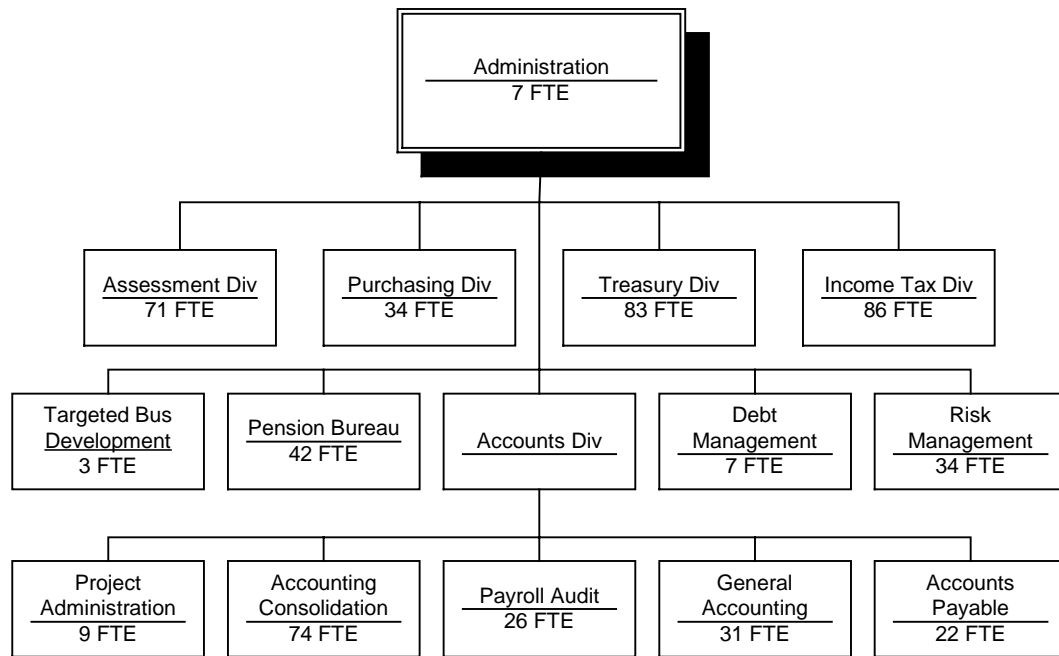 Administration
7 FTE
Assessment Div
71 FTE
Purchasing Div
34 FTE
Treasury Div
83 FTE
Income Tax Div
86 FTE
Targeted Bus
Development
3 FTE
Pension Bureau
42 FTE
Accounts Div
Debt
Management
7 FTE
Risk
Management
34 FTE
Project
Administration
9 FTE
Accounting
Consolidation
74 FTE
Payroll Audit
26 FTE
General
Accounting
31 FTE
Accounts
Payable
22 FTE